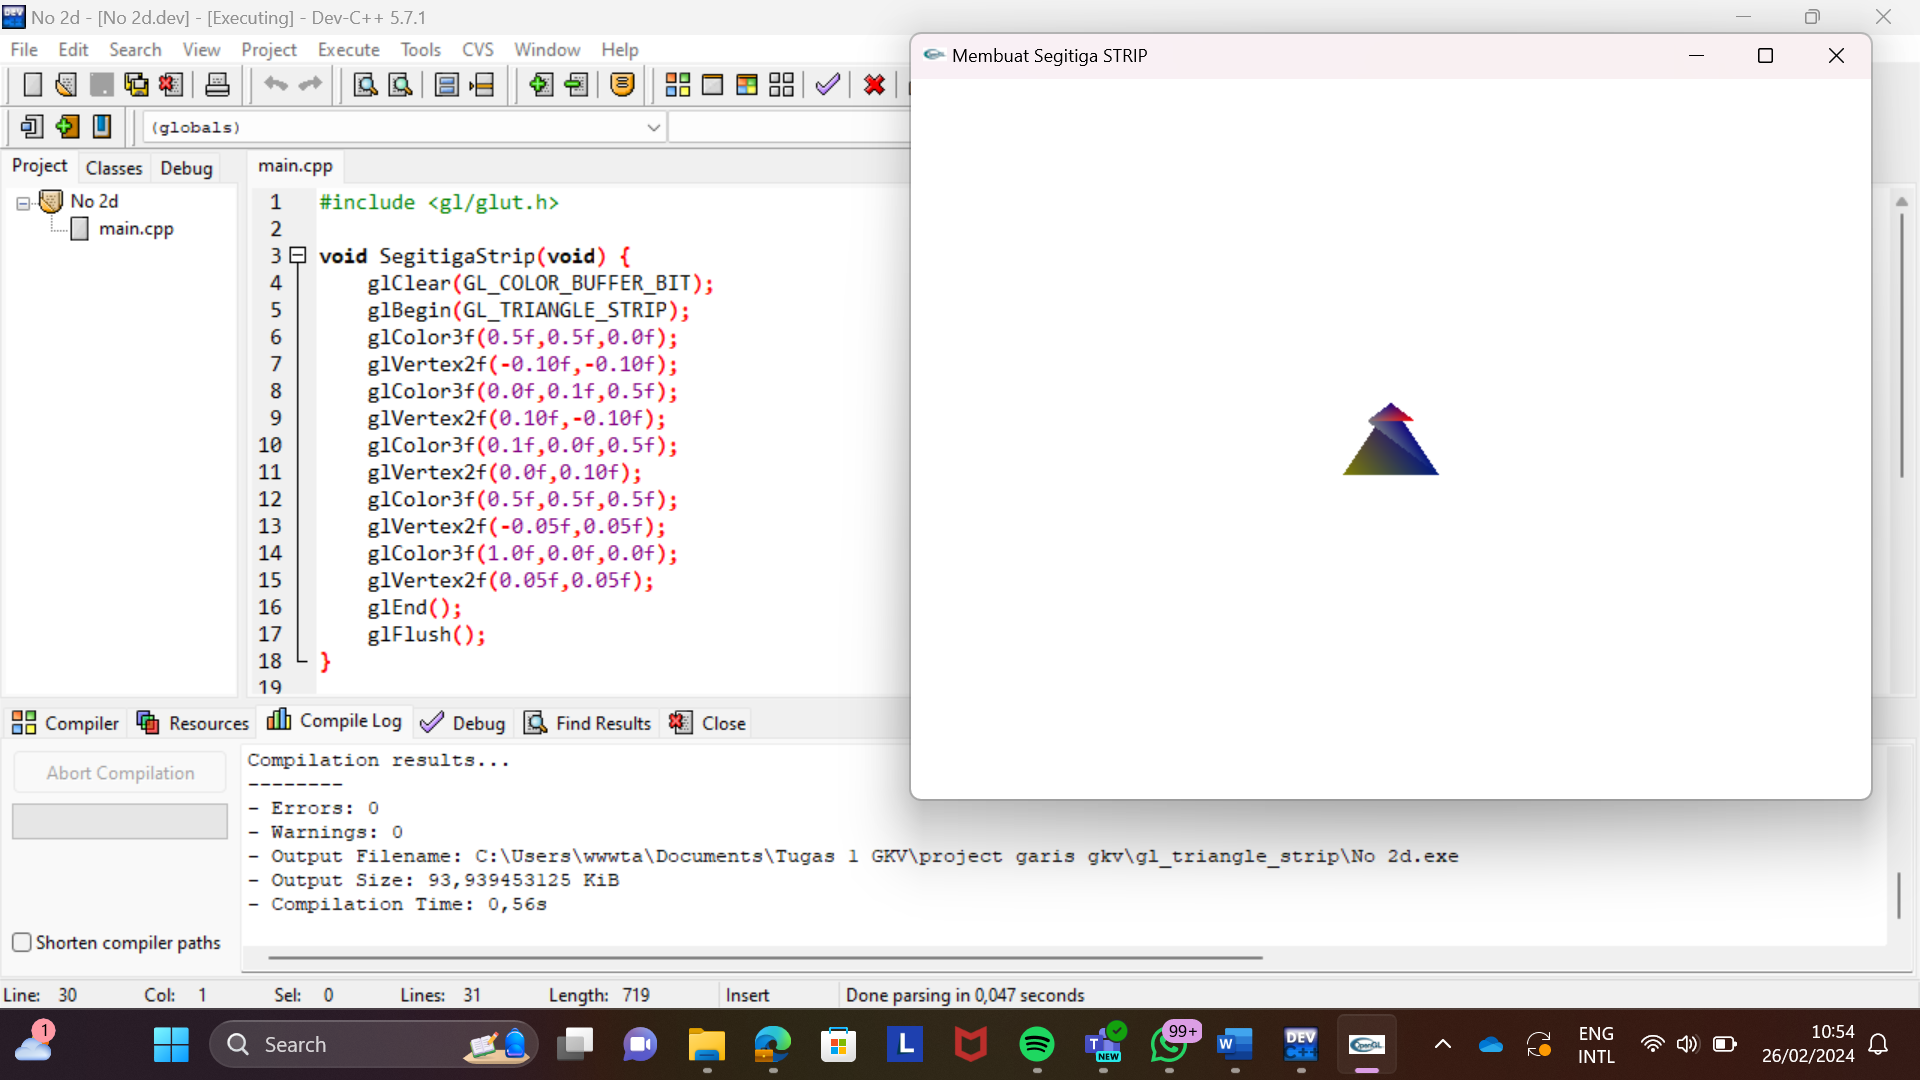 No 2d - [No 2d.dev] - [Executing] - Dev-C++ 5.7.1
File Edit Search View Project Execute Tools CVS Window Help
Membuat Segitiga STRIP
(globals)
Project Classes Debug
main.cpp
No 2d
main.cpp
1 #include <gl/glut.h>
2
3 void SegitigaStrip(void) {
4 glClear(GL_COLOR_BUFFER_BIT);
5 glBegin(GL_TRIANGLE_STRIP);
6 glColor3f(0.5f,0.5f,0.0f);
7 glVertex2f(-0.10f,-0.10f);
8 glColor3f(0.0f,0.1f,0.5f);
9 glVertex2f(0.10f,-0.10f);
10 glColor3f(0.1f,0.0f,0.5f);
11 glVertex2f(0.0f,0.10f);
12 glColor3f(0.5f,0.5f,0.5f);
13 glVertex2f(-0.05f,0.05f);
14 glColor3f(1.0f,0.0f,0.0f);
15 glVertex2f(0.05f,0.05f);
16 glEnd();
17 glFlush();
18 }
19
Compiler Resources Compile Log Debug Find Results Close
Abort Compilation
Shorten compiler paths
Compilation results...
--------
- Errors: 0
- Warnings: 0
- Output Filename: C:\Users\wwwta\Documents\Tugas 1 GKV\project garis gkv\gl_triangle_strip\No 2d.exe
- Output Size: 93,939453125 KiB
- Compilation Time: 0,56s
Line: 30 Col: 1 Sel: 0 Lines: 31 Length: 719 Insert Done parsing in 0,047 seconds
1
Search
L
NEW
99+
W
DEV C++
OpenGL
ENG
INTL
10:54
26/02/2024